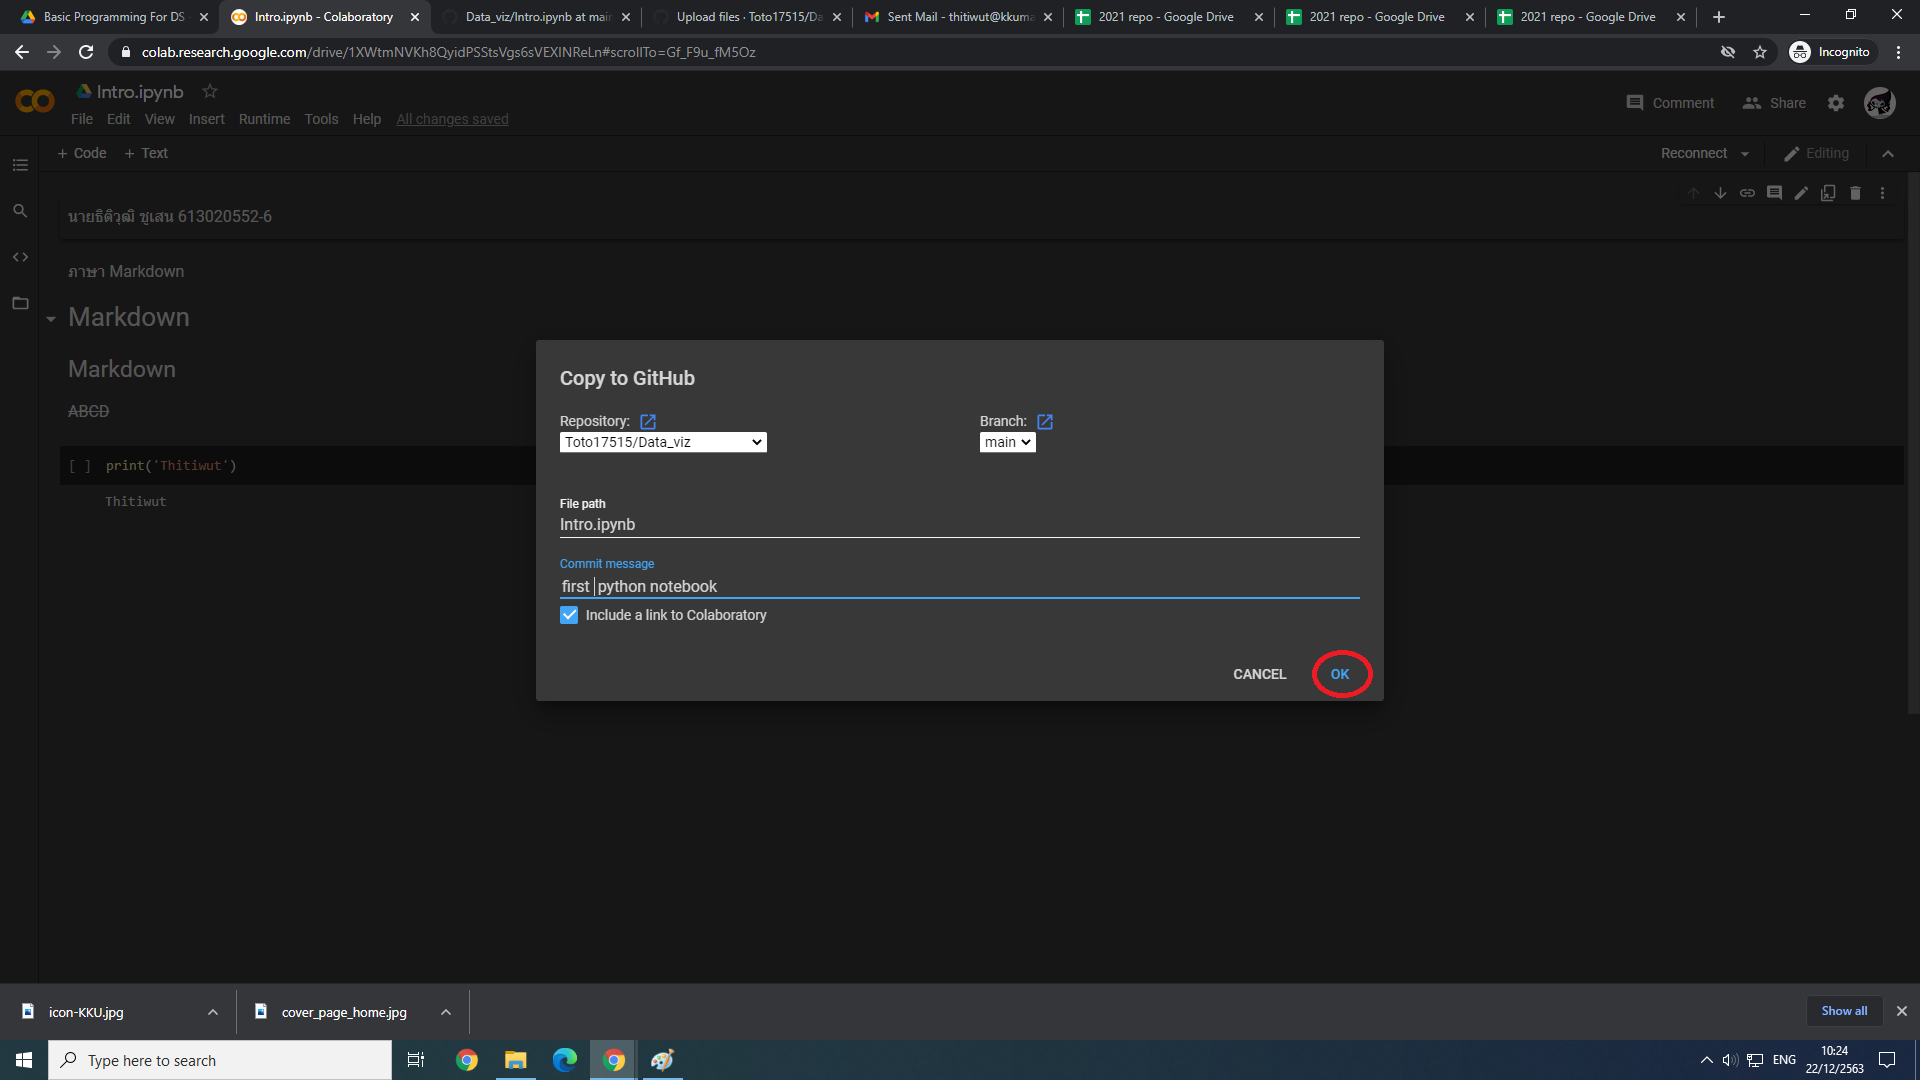 Basic Programming For DS
Intro.ipynb - Colaboratory
Data_viz/Intro.ipynb at main
Upload files · Toto17515/Da
Sent Mail - thitiwut@kkuma
2021 repo - Google Drive
2021 repo - Google Drive
2021 repo - Google Drive
colab.research.google.com/drive/1XWtmNVKh8QyidPSStsVgs6sVEXlNReLn#scrollTo=Gf_F9u_fM5Oz
Incognito
Intro.ipynb
Comment
Share
File Edit View Insert Runtime Tools Help All changes saved
+ Code + Text
Reconnect
Editing
นายธิติวุฒิ ชูเสน 613020552-6
ภาษา Markdown
Markdown
Markdown
ABCD
[ ] print('Thitiwut')
Thitiwut
Copy to GitHub
Repository:
Branch:
Toto17515/Data_viz
main
File path
Intro.ipynb
Commit message
first python notebook
Include a link to Colaboratory
CANCEL
OK
icon-KKU.jpg
cover_page_home.jpg
Show all
Type here to search
ENG
10:24
22/12/2563